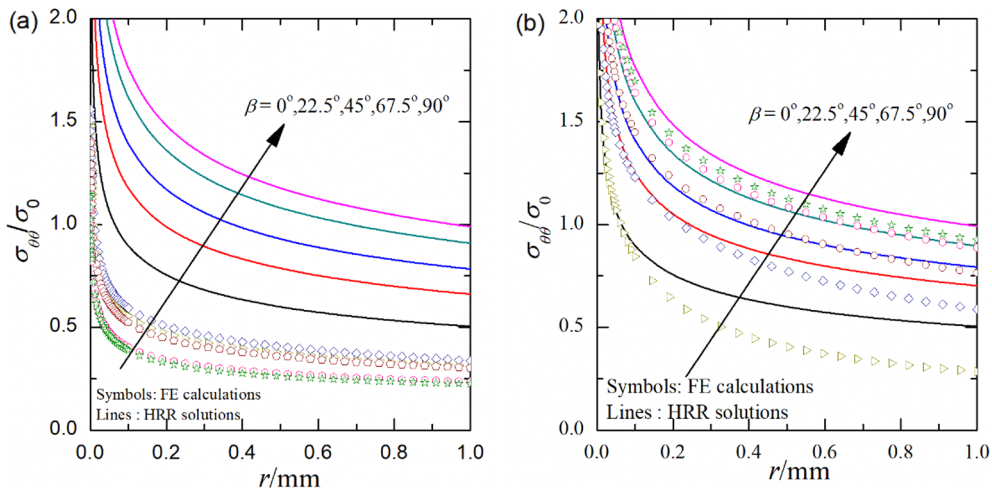 (a)
2.0
1.5
1.0
0.5
0.0
σθθ/σ0
β = 0°,22.5°,45°,67.5°,90°
Symbols: FE calculations
Lines : HRR solutions
0.0 0.2 0.4 0.6 0.8 1.0
r/mm
(b)
2.0
1.5
1.0
0.5
0.0
σθθ/σ0
β = 0°,22.5°,45°,67.5°,90°
Symbols: FE calculations
Lines : HRR solutions
0.0 0.2 0.4 0.6 0.8 1.0
r/mm